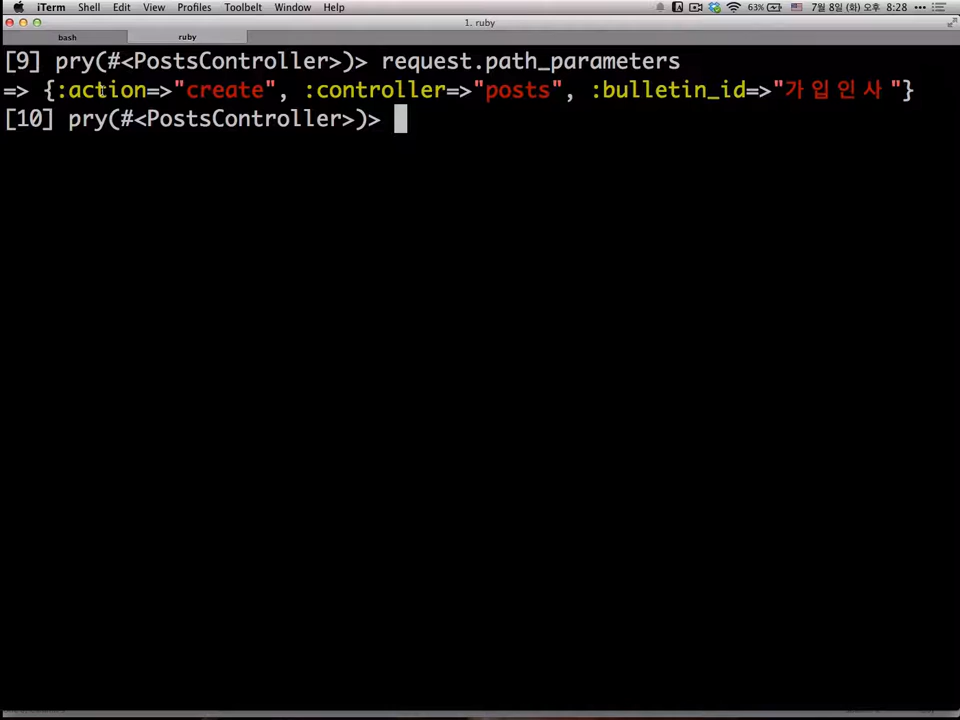 iTerm Shell Edit View Profiles Toolbelt Window Help 63% 7월 8일 (화) 오후 8:28
1. ruby
bash ruby
[9] pry(#<PostsController>)> request.path_parameters
=> {:action=>"create", :controller=>"posts", :bulletin_id=>"가입인사"}
[10] pry(#<PostsController>)>